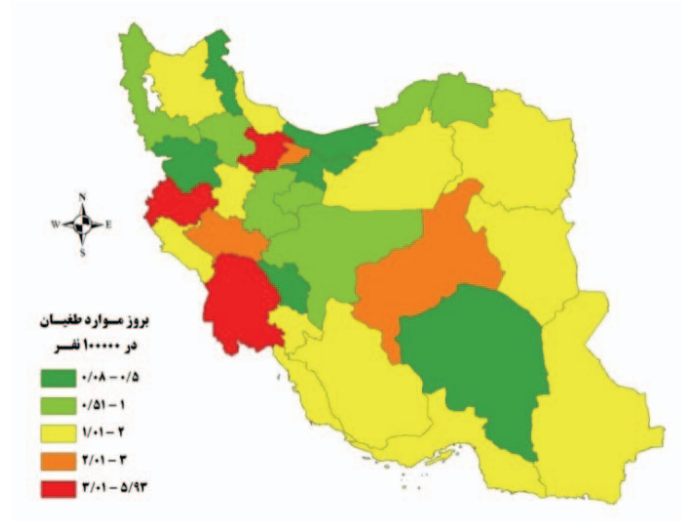 N
W E
S
بروز موارد طغیان
در ۱۰۰۰۰۰ نفر
۰/۰۸ – ۰/۵
۰/۵۱ – ۱
۱/۰۱ – ۲
۲/۰۱ – ۳
۳/۰۱ – ۵/۹۳